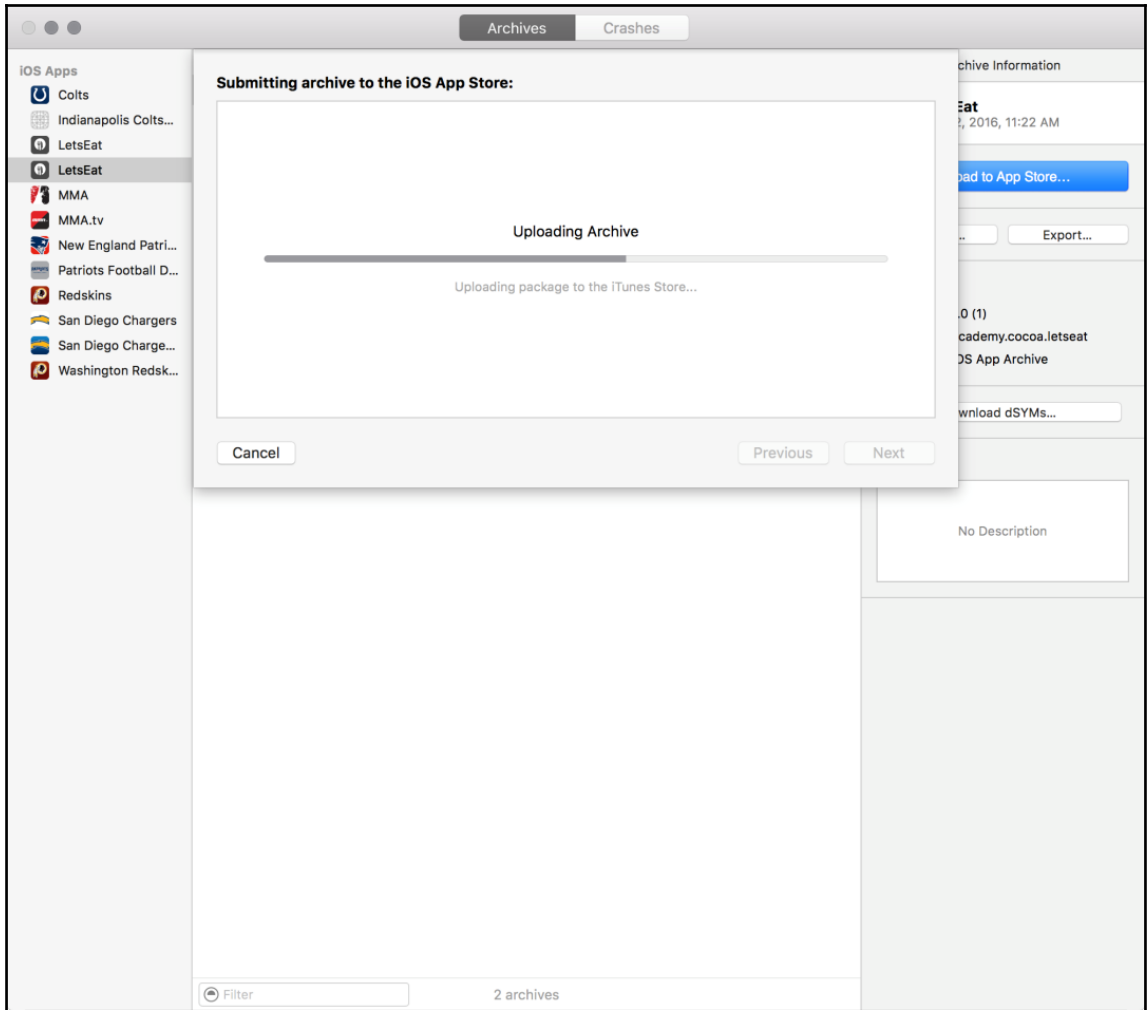 Archives
Crashes
iOS Apps
Colts
Indianapolis Colts...
LetsEat
LetsEat
MMA
MMA.tv
New England Patri...
Patriots Football D...
Redskins
San Diego Chargers
San Diego Charge...
Washington Redsk...
Submitting archive to the iOS App Store:
Uploading Archive
Uploading package to the iTunes Store...
Cancel
Previous
Next
chive Information
Eat
2, 2016, 11:22 AM
oad to App Store...
...
Export...
.0 (1)
cademy.cocoa.letseat
OS App Archive
wnload dSYMs...
No Description
Filter
2 archives